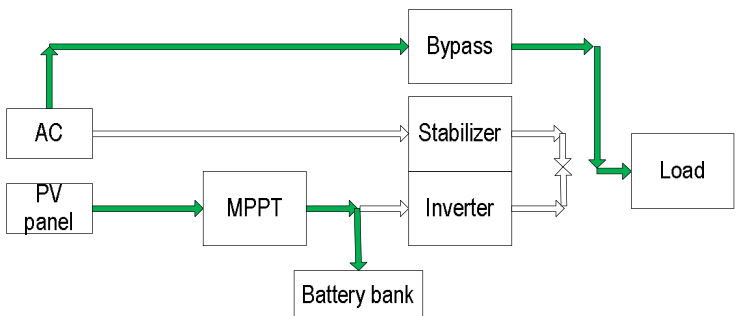 Bypass
AC
Stabilizer
Load
PV
panel
MPPT
Inverter
Battery bank